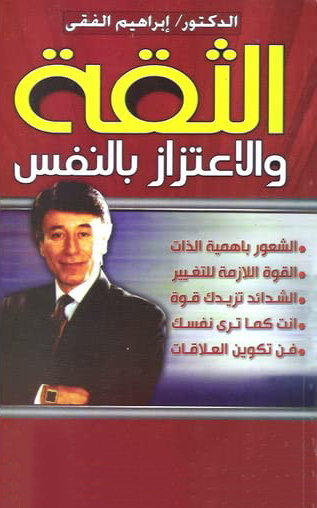 الدكتور/ إبراهيم الفقى
الثقة
والاعتزاز بالنفس
•الشعور باهمية الذات
•القوة اللازمة للتغيير
•الشدائد تزيدك قوة
•انت كما ترى نفسك
•فن تكوين العلاقات